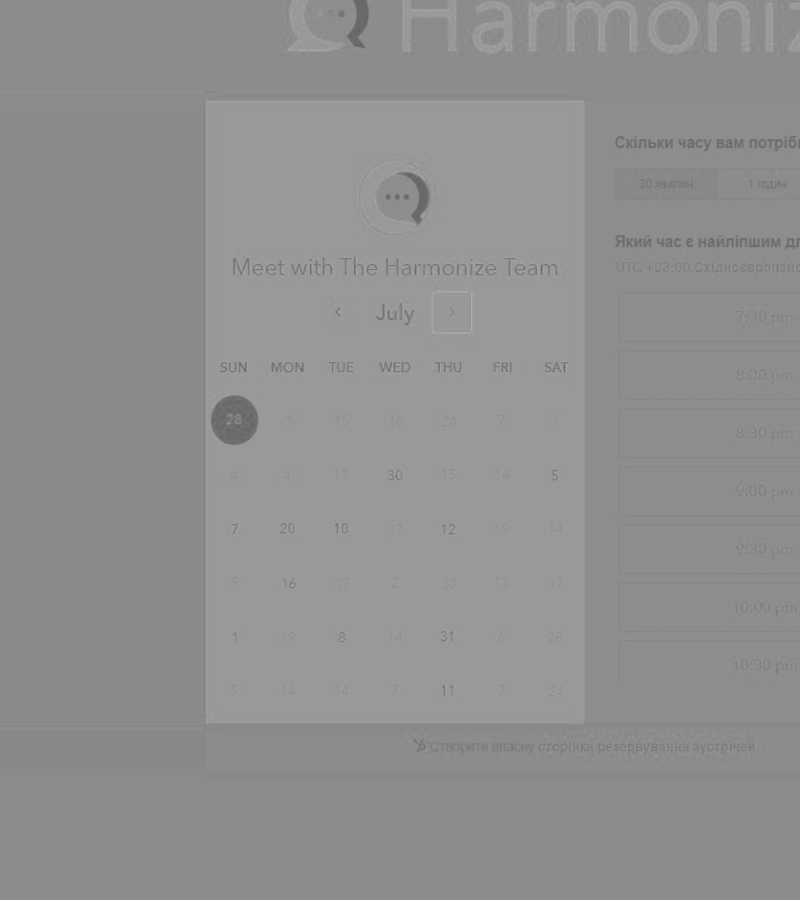 Harmoniz
Meet with The Harmonize Team
July
SUN MON TUE WED THU FRI SAT
28 3 15 10 24 7 1
4 4 13 30 15 14 5
7 20 10 17 12 19 14
9 16 17 2 30 13 17
1 19 8 14 31 6 28
5 14 14 7 11 7 24
Скільки часу вам потріб
30 хвилин. 1 годин
Який час є найліпшим д
UTC +03:00 Східноєвропейс
7:30 pm
8:00 pm
8:30 pm
9:00 pm
9:30 pm
10:00 pm
10:30 pm
Створити власну сторінка резервування зустрічей